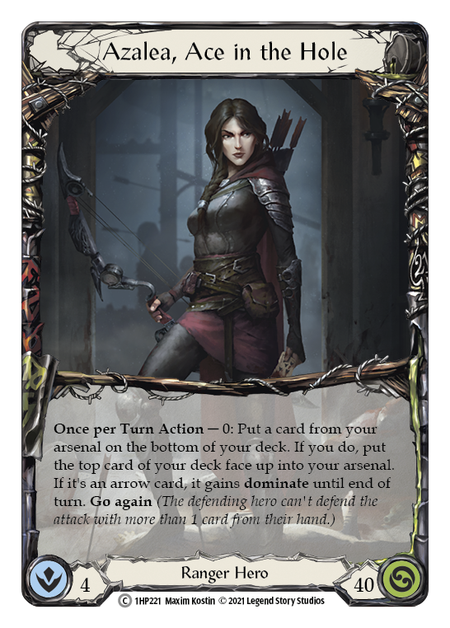 Azalea, Ace in the Hole
Once per Turn Action — 0: Put a card from your
arsenal on the bottom of your deck. If you do, put
the top card of your deck face up into your arsenal.
If it's an arrow card, it gains dominate until end of
turn. Go again (The defending hero can't defend the
attack with more than 1 card from their hand.)
4
Ranger Hero
40
C 1HP221 Maxim Kostin © 2021 Legend Story Studios